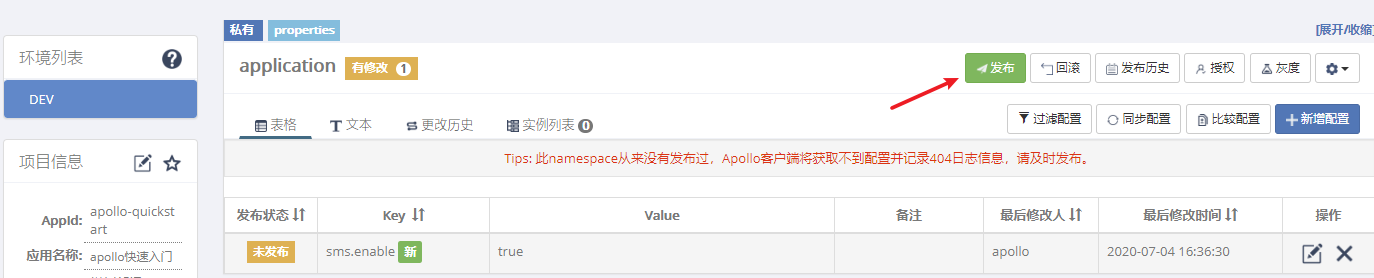 私有 properties
[展开/收缩]
环境列表
DEV
application 有修改 1
发布 回滚 发布历史 授权 灰度
表格 文本 更改历史 实例列表 0
过滤配置 同步配置 比较配置 新增配置
Tips: 此namespace从来没有发布过，Apollo客户端将获取不到配置并记录404日志信息，请及时发布。
项目信息
AppId: apollo-quickst
art
应用名称: apollo快速入门
发布状态 Key Value 备注 最后修改人 最后修改时间 操作
未发布 sms.enable 新 true apollo 2020-07-04 16:36:30